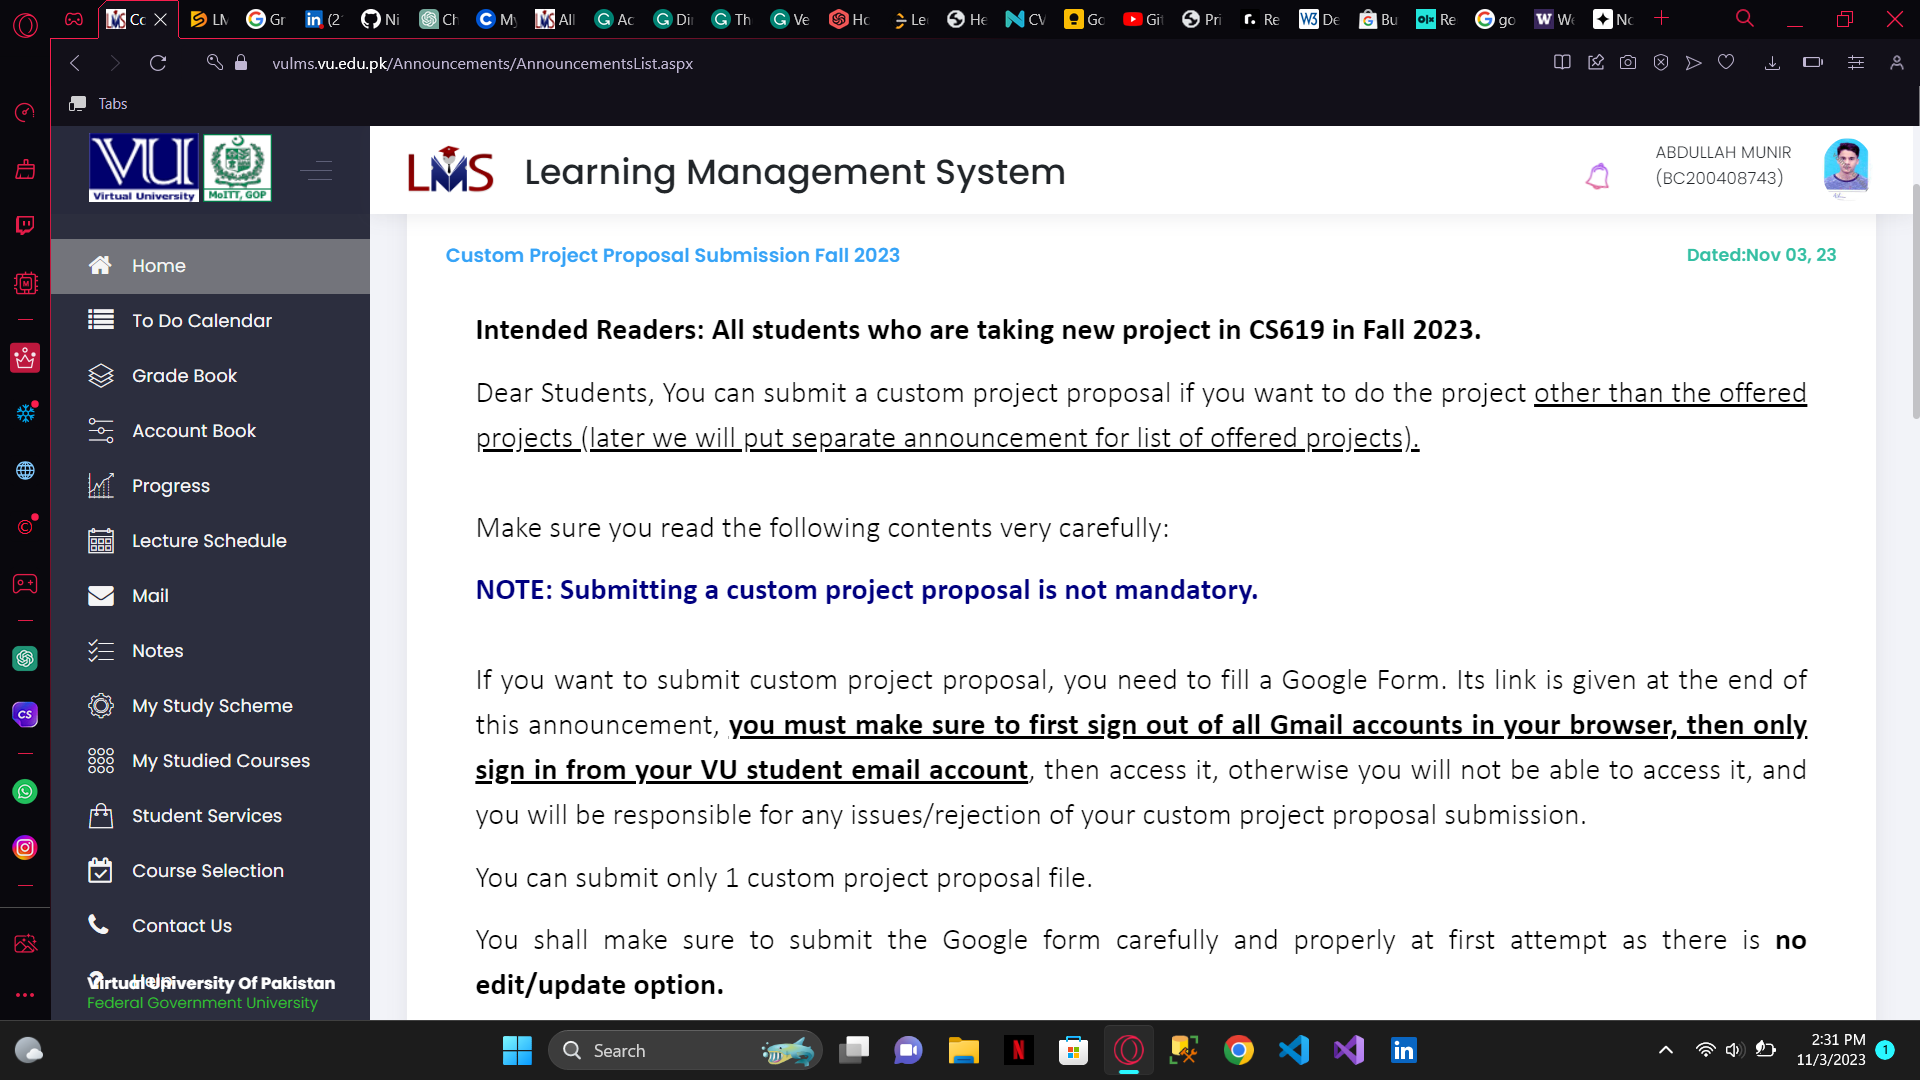 Co
LM
Gr
(2
Ni
Ch
My
All
Ac
Di
Th
Ve
Ho
Le
He
CV
Go
Git
Pri
Re
De
Bu
Re
go
We
No
vulms.vu.edu.pk/Announcements/AnnouncementsList.aspx
Tabs
VU
Virtual University
MoITT, GOP
LMS
Learning Management System
ABDULLAH MUNIR
(BC200408743)
Home
To Do Calendar
Grade Book
Account Book
Progress
Lecture Schedule
Mail
Notes
My Study Scheme
My Studied Courses
Student Services
Course Selection
Contact Us
Help
Virtual University Of Pakistan
Federal Government University
Custom Project Proposal Submission Fall 2023
Dated:Nov 03, 23
Intended Readers: All students who are taking new project in CS619 in Fall 2023.
Dear Students, You can submit a custom project proposal if you want to do the project other than the offered
projects (later we will put separate announcement for list of offered projects).
Make sure you read the following contents very carefully:
NOTE: Submitting a custom project proposal is not mandatory.
If you want to submit custom project proposal, you need to fill a Google Form. Its link is given at the end of
this announcement, you must make sure to first sign out of all Gmail accounts in your browser, then only
sign in from your VU student email account, then access it, otherwise you will not be able to access it, and
you will be responsible for any issues/rejection of your custom project proposal submission.
You can submit only 1 custom project proposal file.
You shall make sure to submit the Google form carefully and properly at first attempt as there is no
edit/update option.
Search
2:31 PM
11/3/2023
1